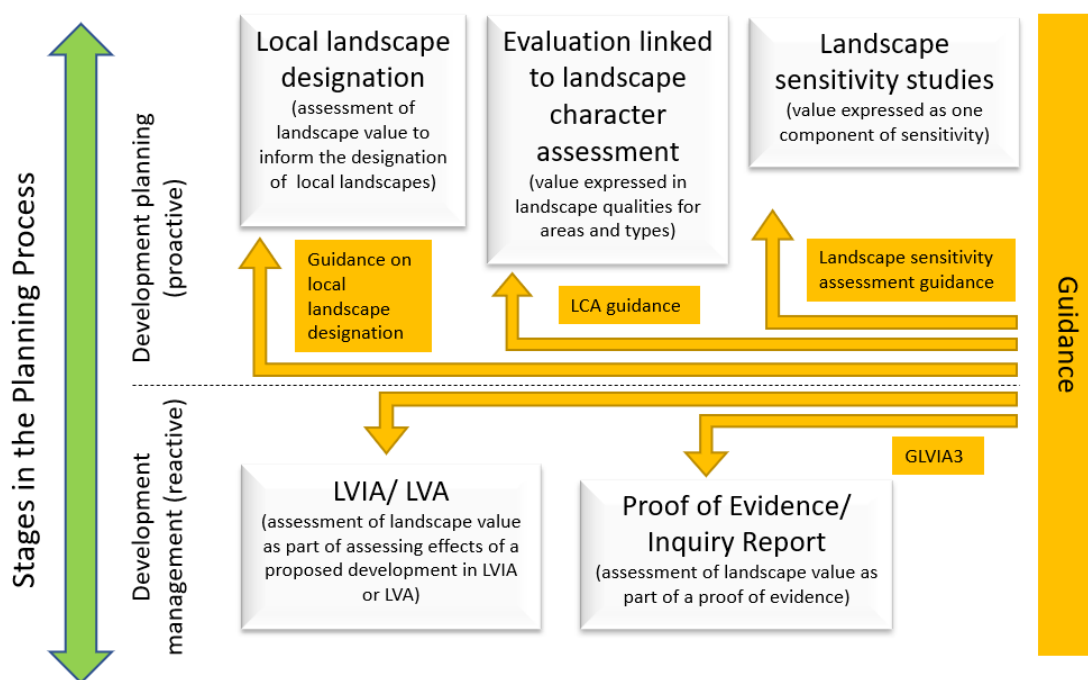 Stages in the Planning Process
Development planning
(proactive)
Local landscape
designation
(assessment of
landscape value to
inform the designation
of local landscapes)
Evaluation linked
to landscape
character
assessment
(value expressed in
landscape qualities for
areas and types)
Landscape
sensitivity studies
(value expressed as one
component of sensitivity)
Guidance on
local
landscape
designation
LCA guidance
Landscape sensitivity
assessment guidance
Guidance
Development
management (reactive)
LVIA/ LVA
(assessment of landscape value
as part of assessing effects of a
proposed development in LVIA
or LVA)
Proof of Evidence/
Inquiry Report
(assessment of landscape value as
part of a proof of evidence)
GLVIA3